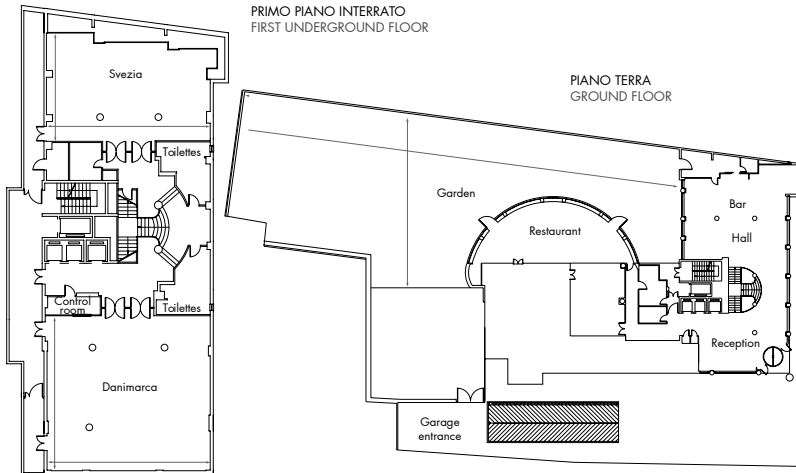 PRIMO PIANO INTERRATO
FIRST UNDERGROUND FLOOR
Svezia
Toilettes
Control
room
Toilettes
Danimarca
PIANO TERRA
GROUND FLOOR
Garden
Restaurant
Bar
Hall
Reception
Garage
entrance